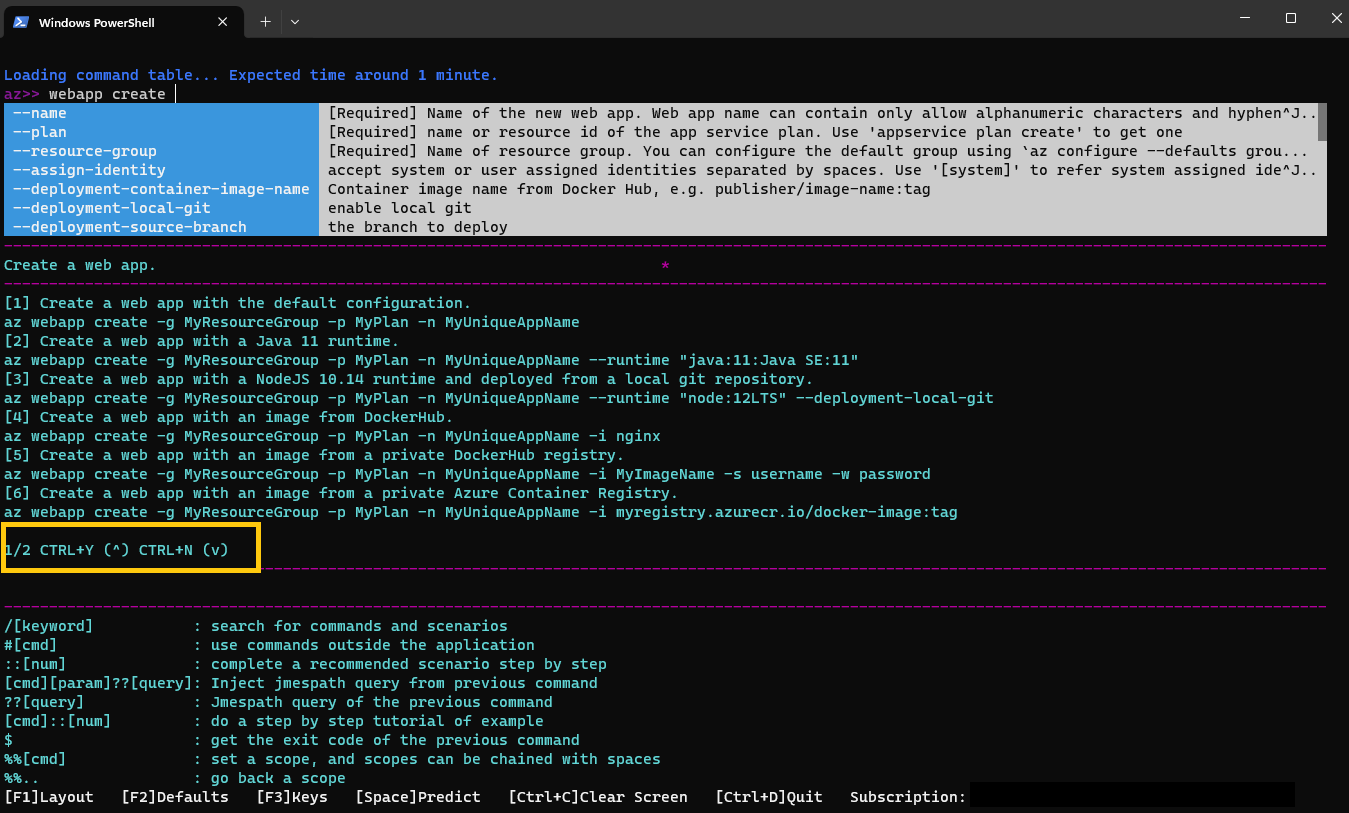 Windows PowerShell
Loading command table... Expected time around 1 minute.
az>> webapp create
--name [Required] Name of the new web app. Web app name can contain only allow alphanumeric characters and hyphen^J..
--plan [Required] name or resource id of the app service plan. Use 'appservice plan create' to get one
--resource-group [Required] Name of resource group. You can configure the default group using `az configure --defaults grou...
--assign-identity accept system or user assigned identities separated by spaces. Use '[system]' to refer system assigned ide^J..
--deployment-container-image-name Container image name from Docker Hub, e.g. publisher/image-name:tag
--deployment-local-git enable local git
--deployment-source-branch the branch to deploy
Create a web app. *
[1] Create a web app with the default configuration.
az webapp create -g MyResourceGroup -p MyPlan -n MyUniqueAppName
[2] Create a web app with a Java 11 runtime.
az webapp create -g MyResourceGroup -p MyPlan -n MyUniqueAppName --runtime "java:11:Java SE:11"
[3] Create a web app with a NodeJS 10.14 runtime and deployed from a local git repository.
az webapp create -g MyResourceGroup -p MyPlan -n MyUniqueAppName --runtime "node:12LTS" --deployment-local-git
[4] Create a web app with an image from DockerHub.
az webapp create -g MyResourceGroup -p MyPlan -n MyUniqueAppName -i nginx
[5] Create a web app with an image from a private DockerHub registry.
az webapp create -g MyResourceGroup -p MyPlan -n MyUniqueAppName -i MyImageName -s username -w password
[6] Create a web app with an image from a private Azure Container Registry.
az webapp create -g MyResourceGroup -p MyPlan -n MyUniqueAppName -i myregistry.azurecr.io/docker-image:tag
1/2 CTRL+Y (^) CTRL+N (v)
/[keyword] : search for commands and scenarios
#[cmd] : use commands outside the application
::[num] : complete a recommended scenario step by step
[cmd][param]??[query]: Inject jmespath query from previous command
??[query] : Jmespath query of the previous command
[cmd]::[num] : do a step by step tutorial of example
$ : get the exit code of the previous command
%%[cmd] : set a scope, and scopes can be chained with spaces
%%.. : go back a scope
[F1]Layout [F2]Defaults [F3]Keys [Space]Predict [Ctrl+C]Clear Screen [Ctrl+D]Quit Subscription: